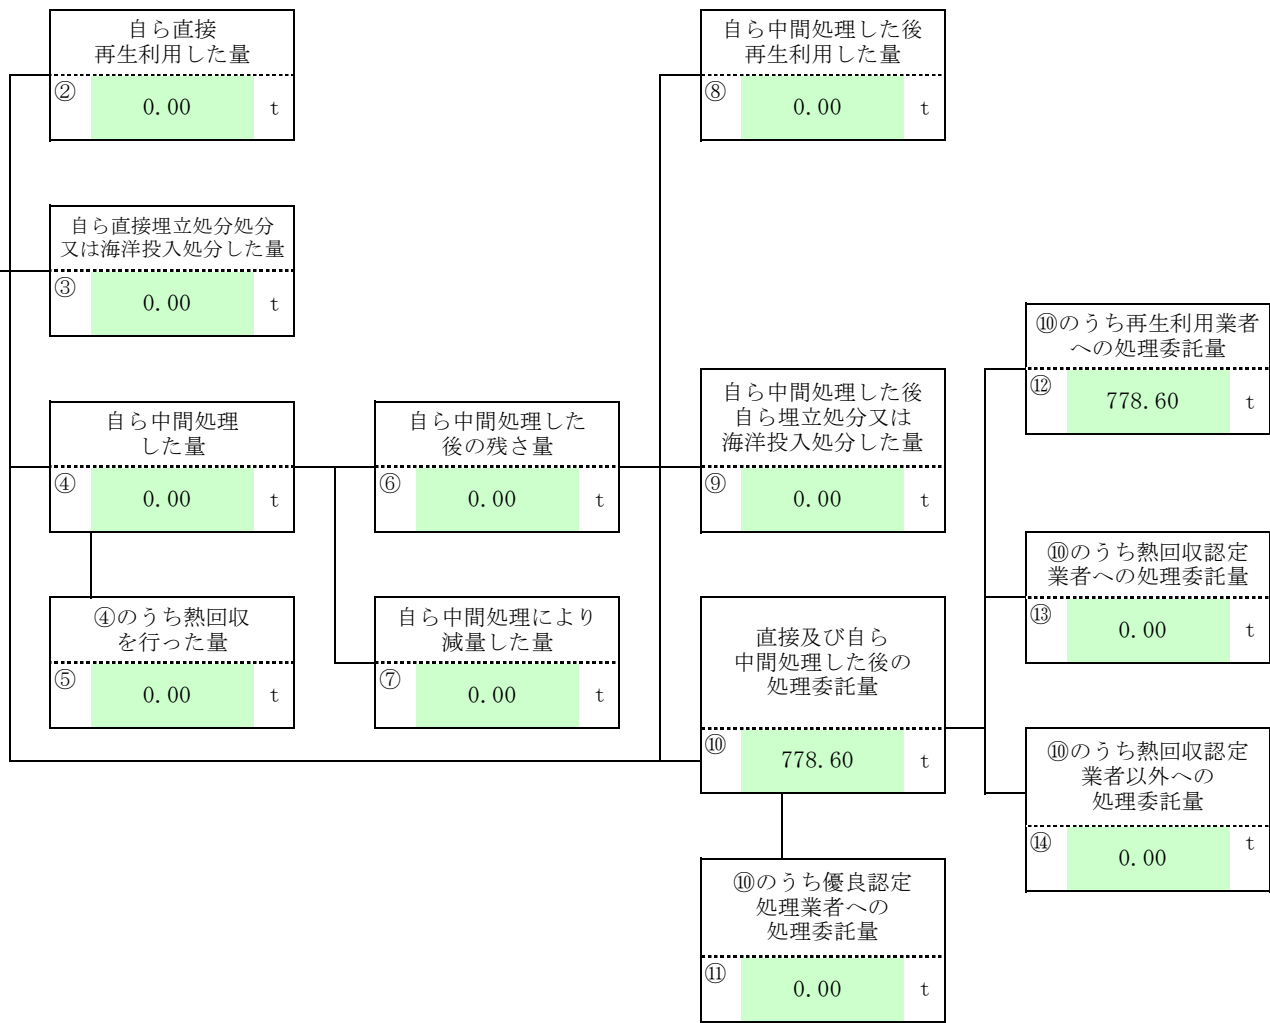 自ら直接
再生利用した量
②
0.00
t
自ら中間処理した後
再生利用した量
⑧
0.00
t
自ら直接埋立処分処分
又は海洋投入処分した量
③
0.00
t
⑩のうち再生利用業者
への処理委託量
⑫
778.60
t
自ら中間処理
した量
④
0.00
t
自ら中間処理した
後の残さ量
⑥
0.00
t
自ら中間処理した後
自ら埋立処分又は
海洋投入処分した量
⑨
0.00
t
⑩のうち熱回収認定
業者への処理委託量
⑬
0.00
t
④のうち熱回収
を行った量
⑤
0.00
t
自ら中間処理により
減量した量
⑦
0.00
t
直接及び自ら
中間処理した後の
処理委託量
⑩
778.60
t
⑩のうち熱回収認定
業者以外への
処理委託量
⑭
0.00
t
⑩のうち優良認定
処理業者への
処理委託量
⑪
0.00
t